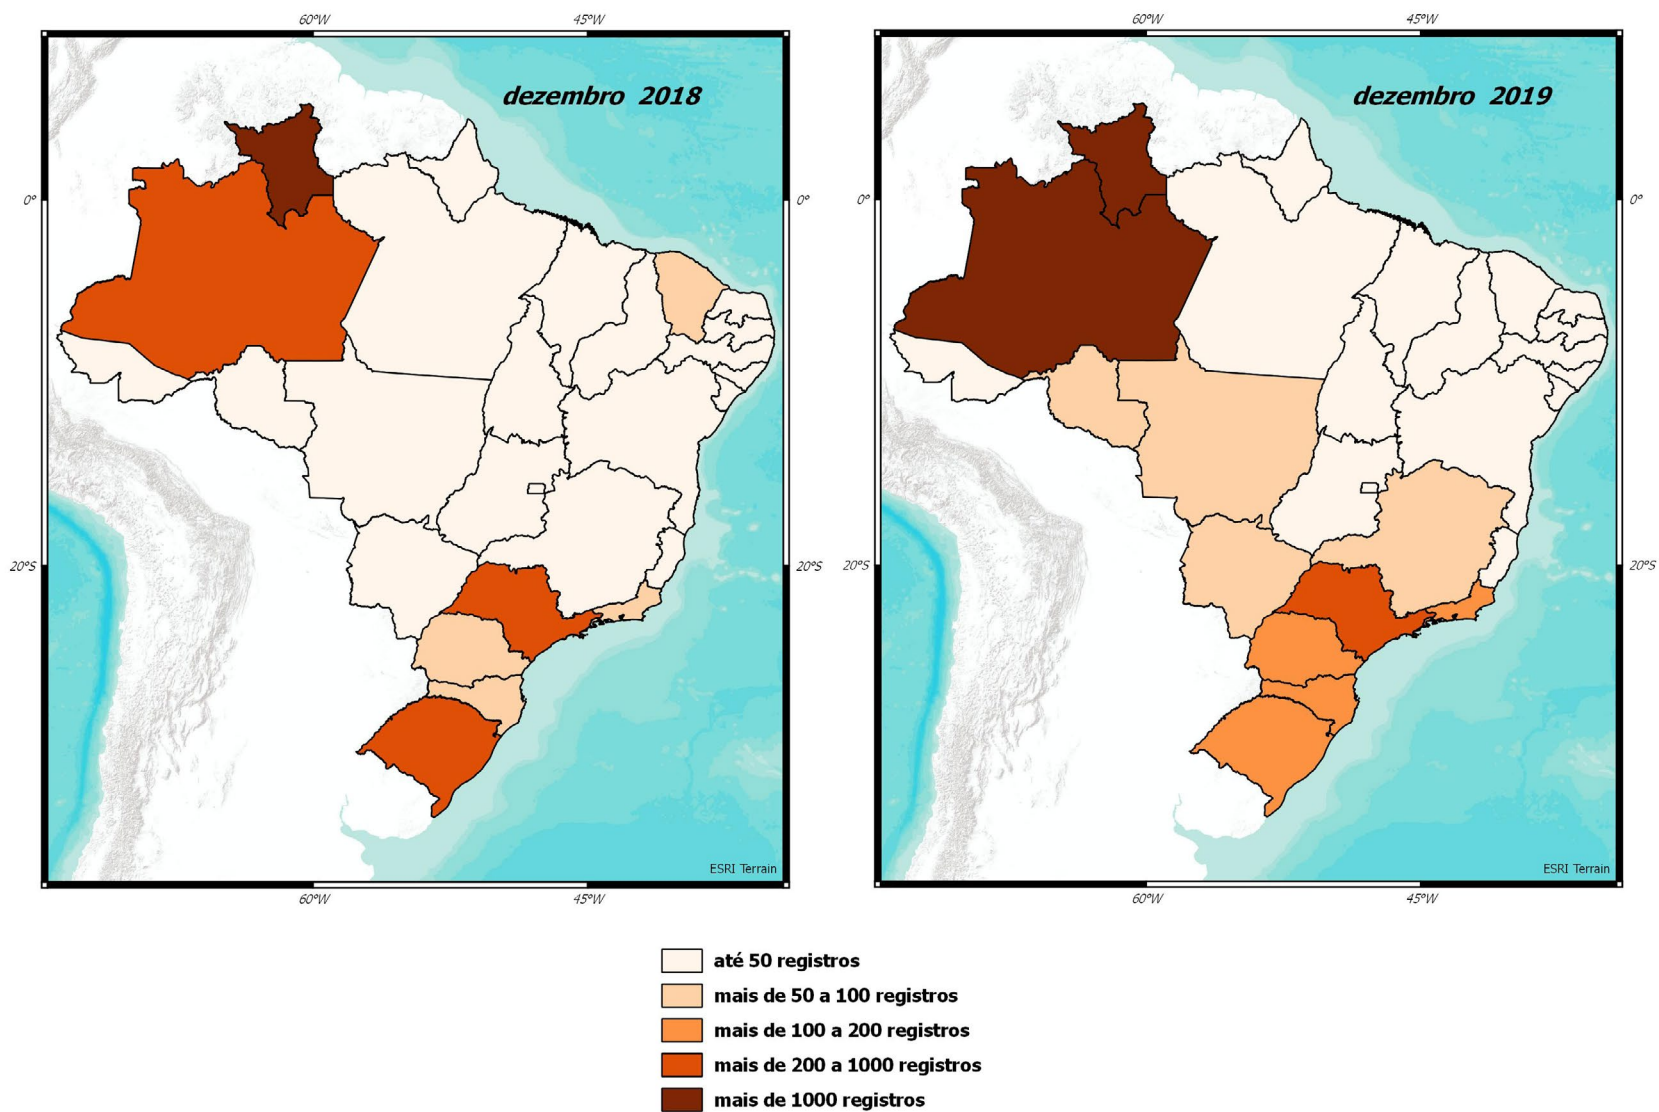 60°W 45°W 60°W 45°W
dezembro 2018 dezembro 2019
0° 0° 0° 0°
20°S 20°S 20°S 20°S
ESRI Terrain ESRI Terrain
60°W 45°W 60°W 45°W
até 50 registros
mais de 50 a 100 registros
mais de 100 a 200 registros
mais de 200 a 1000 registros
mais de 1000 registros